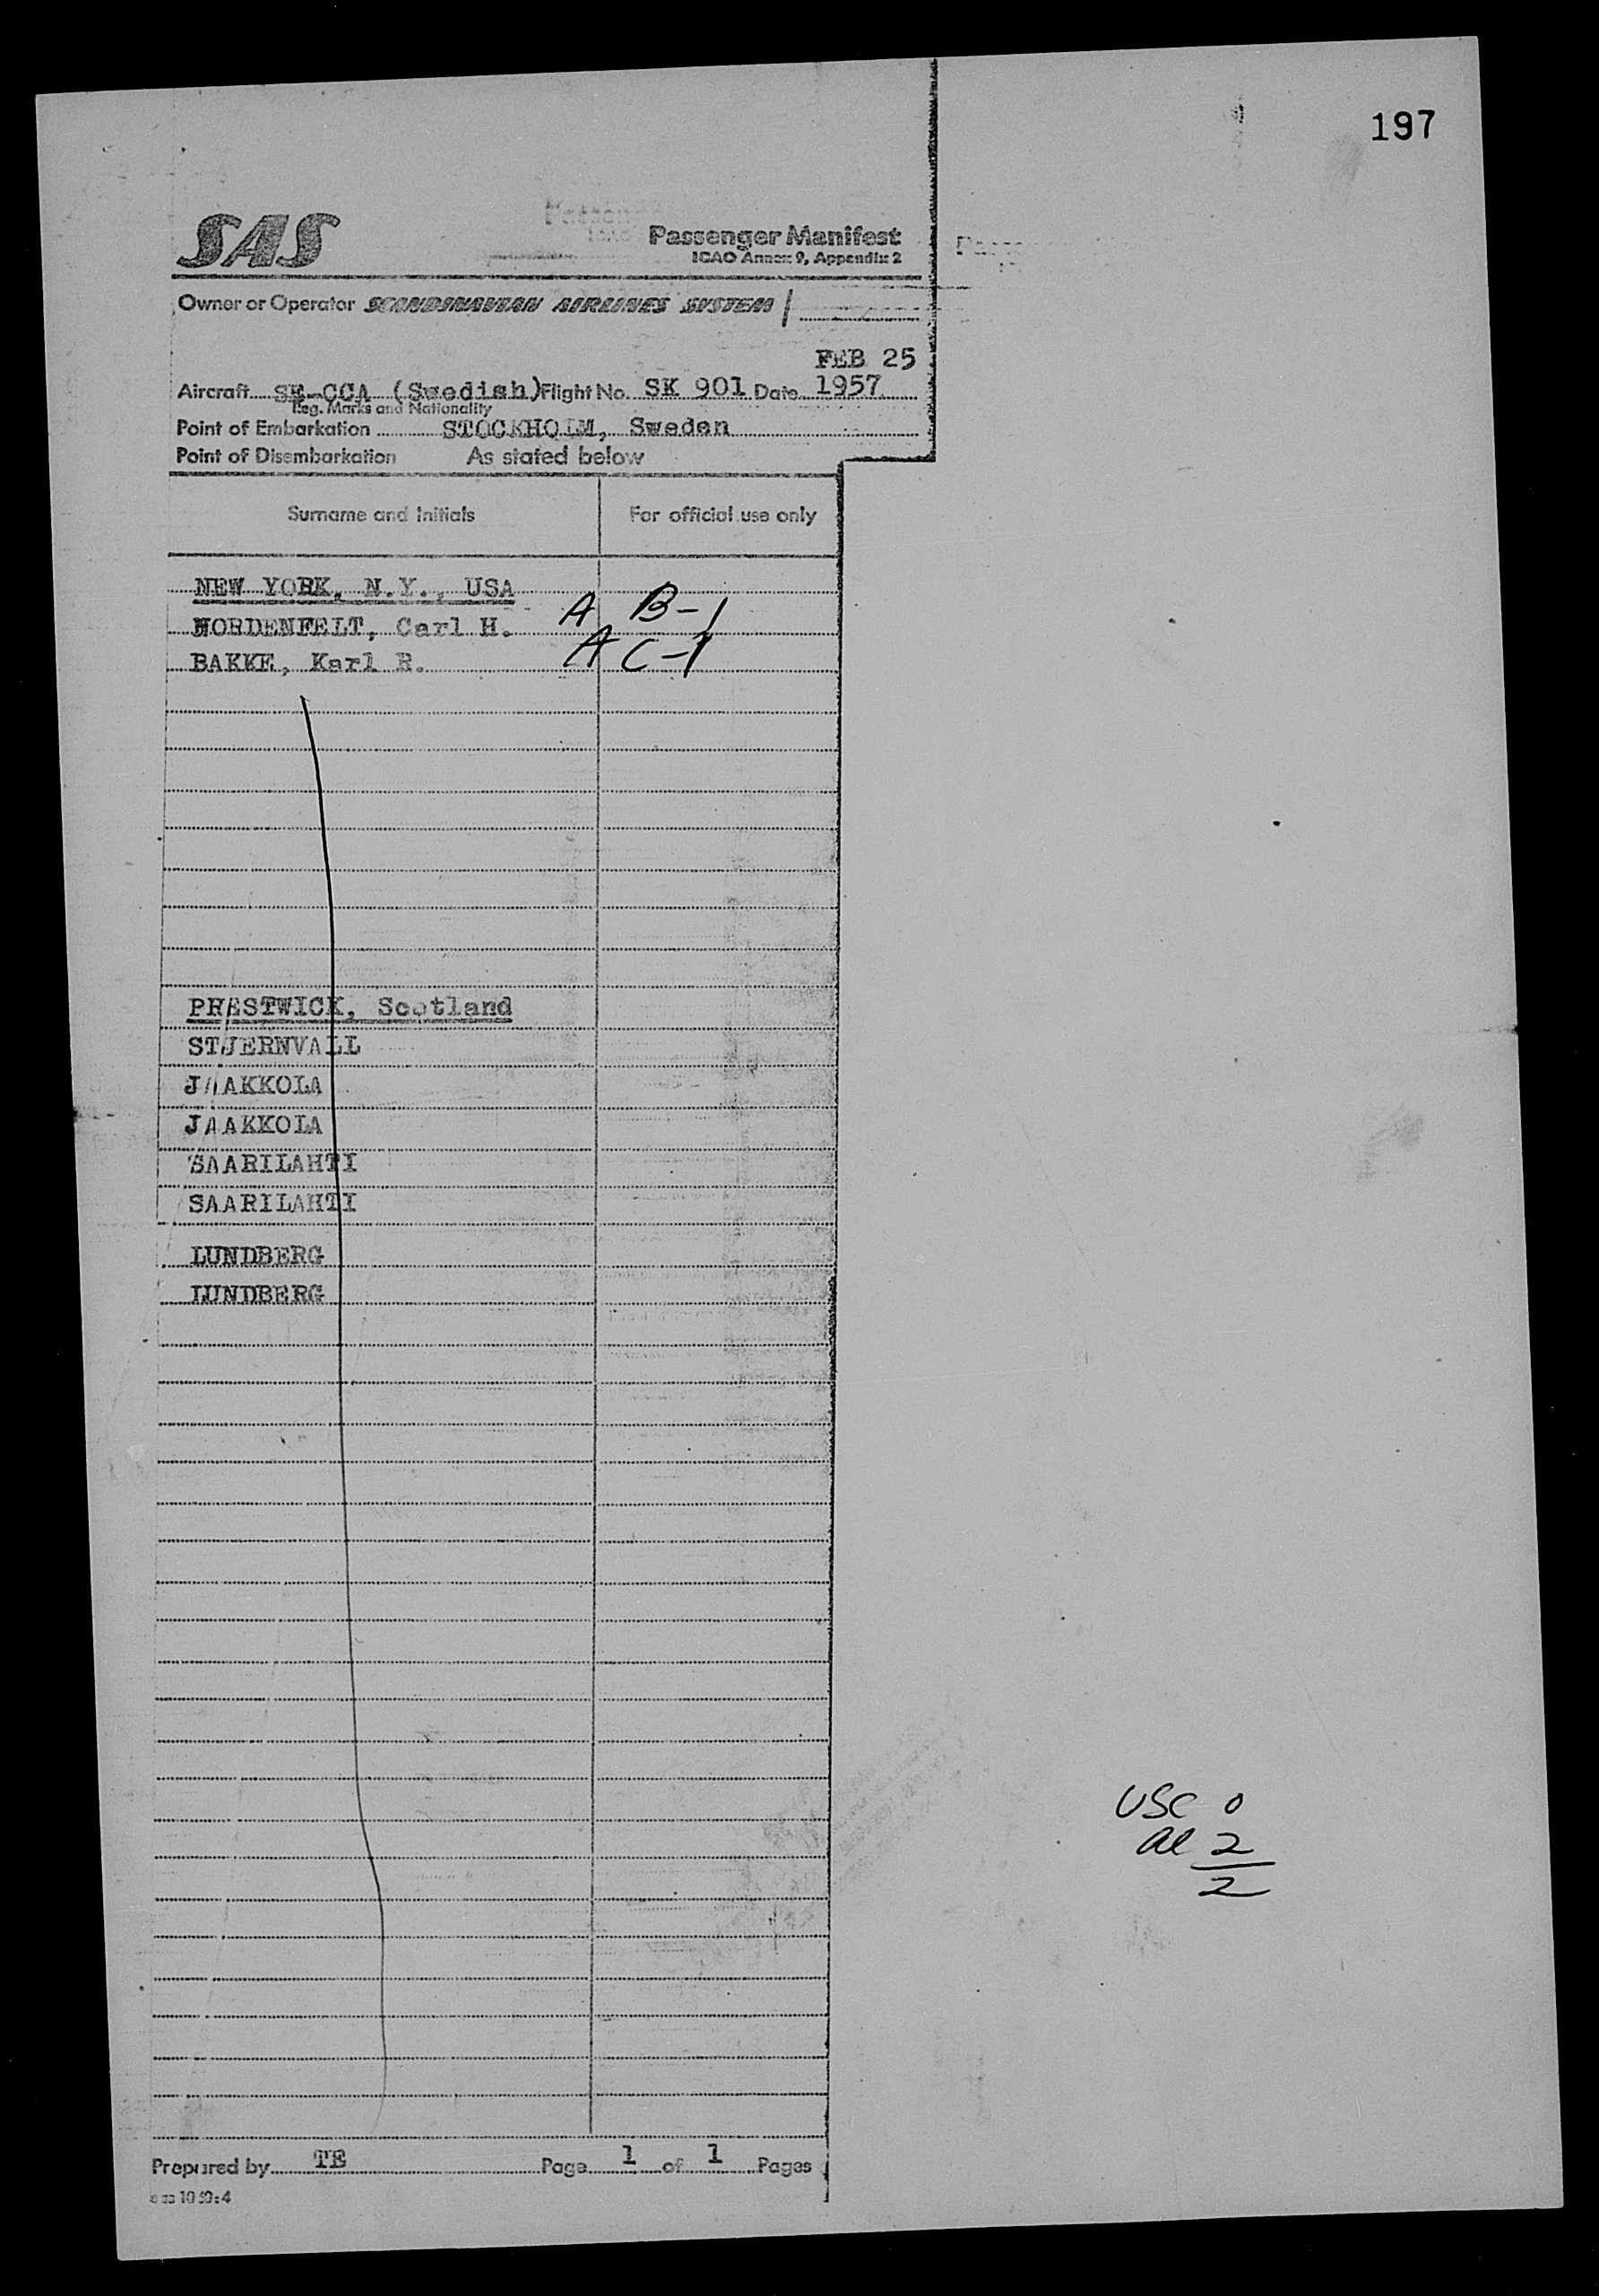 197
SAS
Passenger Manifest
ICAO Annex 9, Appendix 2
Owner or Operator SCANDINAVIAN AIRLINES SYSTEM
FEB 25
Aircraft SE-CCA (Swedish) Flight No. SK 901 Date 1957
Reg. Marks and Nationality
Point of Embarkation STOCKHOLM, Sweden
Point of Disembarkation As stated below
Surname and Initials For official use only
NEW YORK, N.Y., USA
NORDENFELT, Carl H. A B-1
BAKKE, Karl R. A C-1
PRESTWICK, Scotland
STJERNVALL
JAAKKOLA
JAAKKOLA
SAARILAHTI
SAARILAHTI
LUNDBERG
LUNDBERG
USC 0
al 2
2
Prepared by TE Page 1 of 1 Pages